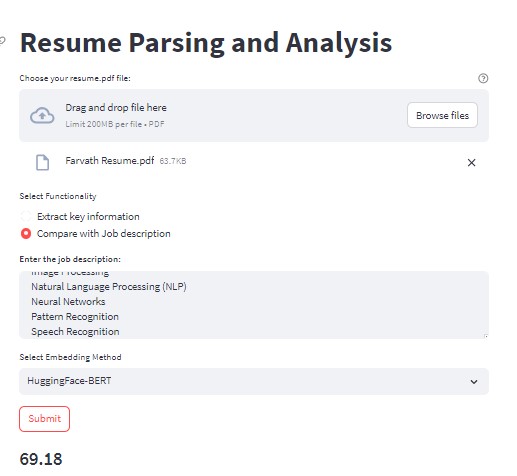 Resume Parsing and Analysis
Choose your resume.pdf file:
Drag and drop file here
Limit 200MB per file • PDF
Browse files
Farvath Resume.pdf 63.7KB
Select Functionality
Extract key information
Compare with Job description
Enter the job description:
Image Processing
Natural Language Processing (NLP)
Neural Networks
Pattern Recognition
Speech Recognition
Select Embedding Method
HuggingFace-BERT
Submit
69.18